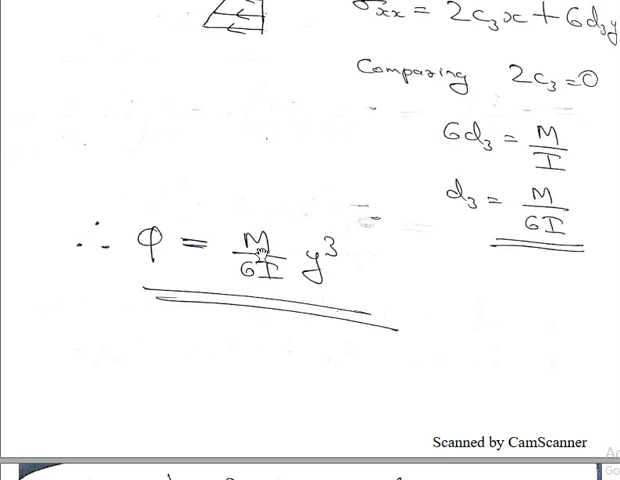 σxx = 2c₃x + 6d₃y
Comparing 2c₃ = 0
6d₃ = M/I
d₃ = M/6I
∴ φ = M/6I y³
Scanned by CamScanner